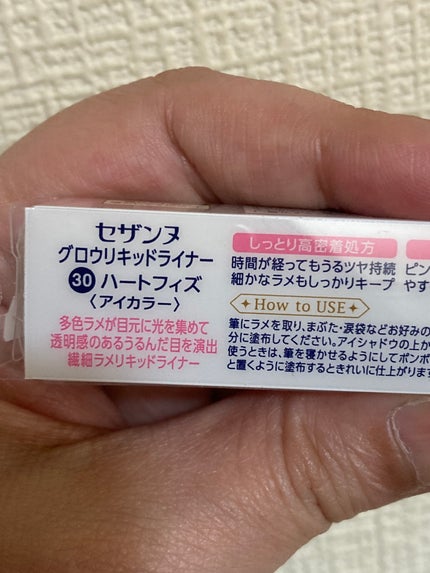 セザンヌ
グロウリキッドライナー
30 ハートフィズ
〈アイカラー〉
多色ラメが目元に光を集めて
透明感のあるうるんだ目を演出
繊細ラメリキッドライナー
しっとり高密着処方
時間が経ってもうるツヤ持続
細かなラメもしっかりキープ
ピン
やす
How to USE
筆にラメを取り、まぶた・涙袋などお好みの
分に塗布してください。アイシャドウの上か
使うときは、筆を寝かせるようにしてポンポ
と置くように塗布するときれいに仕上がります